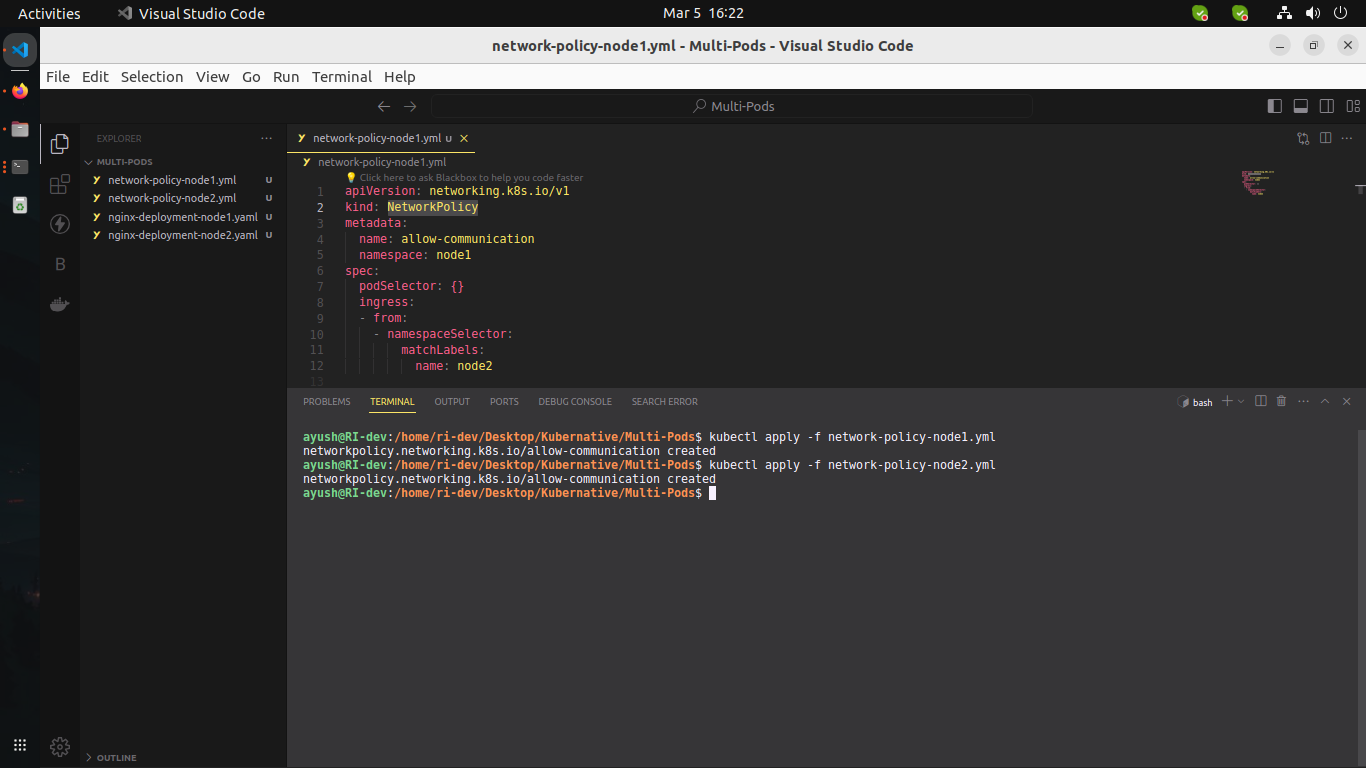 Activities
Visual Studio Code
Mar 5 16:22
network-policy-node1.yml - Multi-Pods - Visual Studio Code
File Edit Selection View Go Run Terminal Help
Multi-Pods
EXPLORER
MULTI-PODS
network-policy-node1.yml U
network-policy-node2.yml U
nginx-deployment-node1.yaml U
nginx-deployment-node2.yaml U
OUTLINE
network-policy-node1.yml U
network-policy-node1.yml
Click here to ask Blackbox to help you code faster
1 apiVersion: networking.k8s.io/v1
2 kind: NetworkPolicy
3 metadata:
4 name: allow-communication
5 namespace: node1
6 spec:
7 podSelector: {}
8 ingress:
9 - from:
10 - namespaceSelector:
11 matchLabels:
12 name: node2
13
PROBLEMS TERMINAL OUTPUT PORTS DEBUG CONSOLE SEARCH ERROR
bash
ayush@RI-dev:/home/ri-dev/Desktop/Kubernative/Multi-Pods$ kubectl apply -f network-policy-node1.yml
networkpolicy.networking.k8s.io/allow-communication created
ayush@RI-dev:/home/ri-dev/Desktop/Kubernative/Multi-Pods$ kubectl apply -f network-policy-node2.yml
networkpolicy.networking.k8s.io/allow-communication created
ayush@RI-dev:/home/ri-dev/Desktop/Kubernative/Multi-Pods$